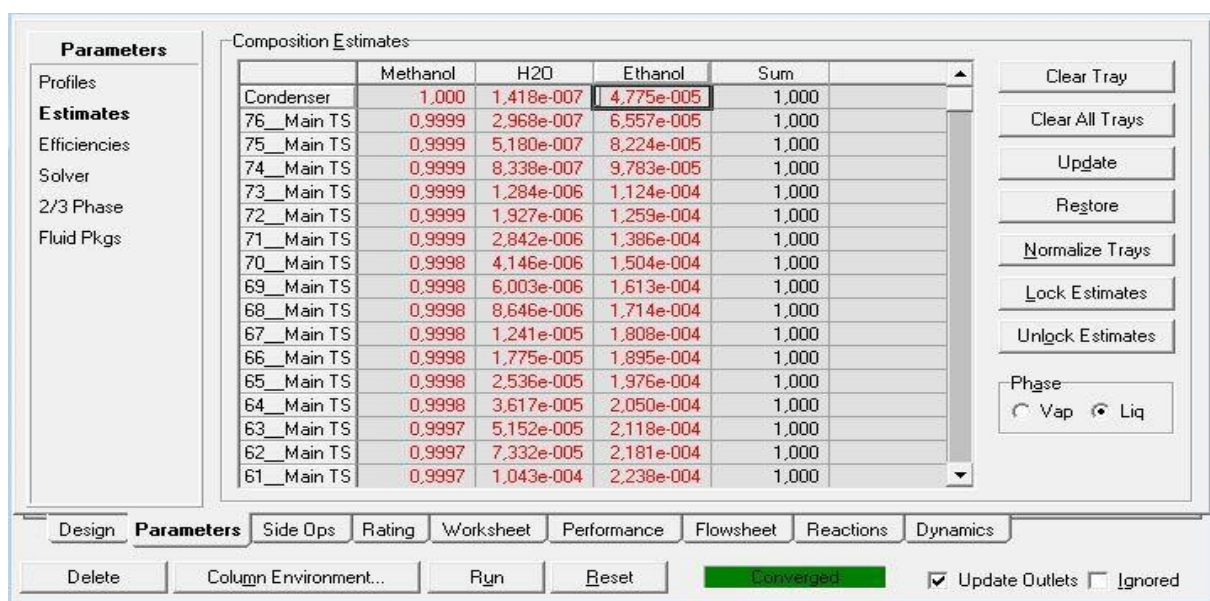 Parameters
Profiles
Estimates
Efficiencies
Solver
2/3 Phase
Fluid Pkgs
Composition Estimates
Methanol H2O Ethanol Sum
Condenser 1,000 1,418e-007 4,775e-005 1,000
76__Main TS 0,9999 2,968e-007 6,557e-005 1,000
75__Main TS 0,9999 5,180e-007 8,224e-005 1,000
74__Main TS 0,9999 8,338e-007 9,783e-005 1,000
73__Main TS 0,9999 1,284e-006 1,124e-004 1,000
72__Main TS 0,9999 1,927e-006 1,259e-004 1,000
71__Main TS 0,9999 2,842e-006 1,386e-004 1,000
70__Main TS 0,9998 4,146e-006 1,504e-004 1,000
69__Main TS 0,9998 6,003e-006 1,613e-004 1,000
68__Main TS 0,9998 8,646e-006 1,714e-004 1,000
67__Main TS 0,9998 1,241e-005 1,808e-004 1,000
66__Main TS 0,9998 1,775e-005 1,895e-004 1,000
65__Main TS 0,9998 2,536e-005 1,976e-004 1,000
64__Main TS 0,9998 3,617e-005 2,050e-004 1,000
63__Main TS 0,9997 5,152e-005 2,118e-004 1,000
62__Main TS 0,9997 7,332e-005 2,181e-004 1,000
61__Main TS 0,9997 1,043e-004 2,238e-004 1,000
Clear Tray
Clear All Trays
Update
Restore
Normalize Trays
Lock Estimates
Unlock Estimates
Phase
Vap Liq
Design Parameters Side Ops Rating Worksheet Performance Flowsheet Reactions Dynamics
Delete Column Environment... Run Reset Converged Update Outlets Ignored